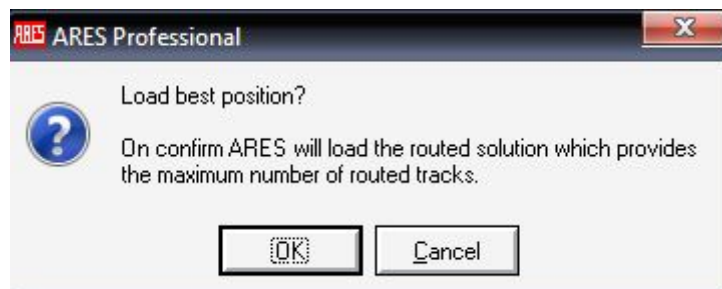 ARES ARES Professional
Load best position?
On confirm ARES will load the routed solution which provides
the maximum number of routed tracks.
OK Cancel